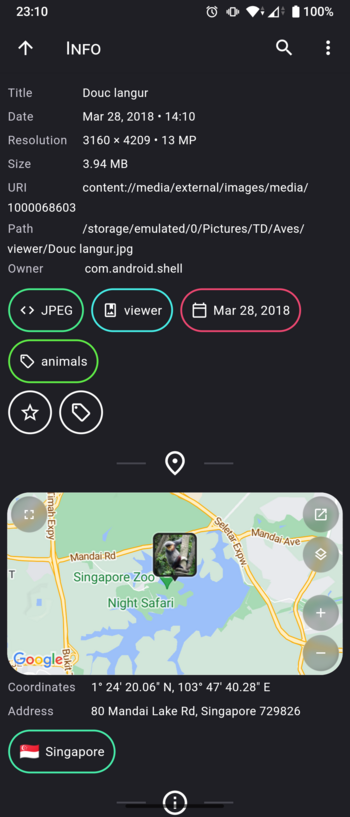 23:10 100%
INFO
Title Douc langur
Date Mar 28, 2018 • 14:10
Resolution 3160 × 4209 • 13 MP
Size 3.94 MB
URI content://media/external/images/media/
1000068603
Path /storage/emulated/0/Pictures/TD/Aves/
viewer/Douc langur.jpg
Owner com.android.shell
JPEG viewer Mar 28, 2018
animals
Seletar Expy
Mandai Rd Mandai Ave
T Singapore Zoo
Night Safari
Google Bukit
Coordinates 1° 24' 20.06" N, 103° 47' 40.28" E
Address 80 Mandai Lake Rd, Singapore 729826
Singapore